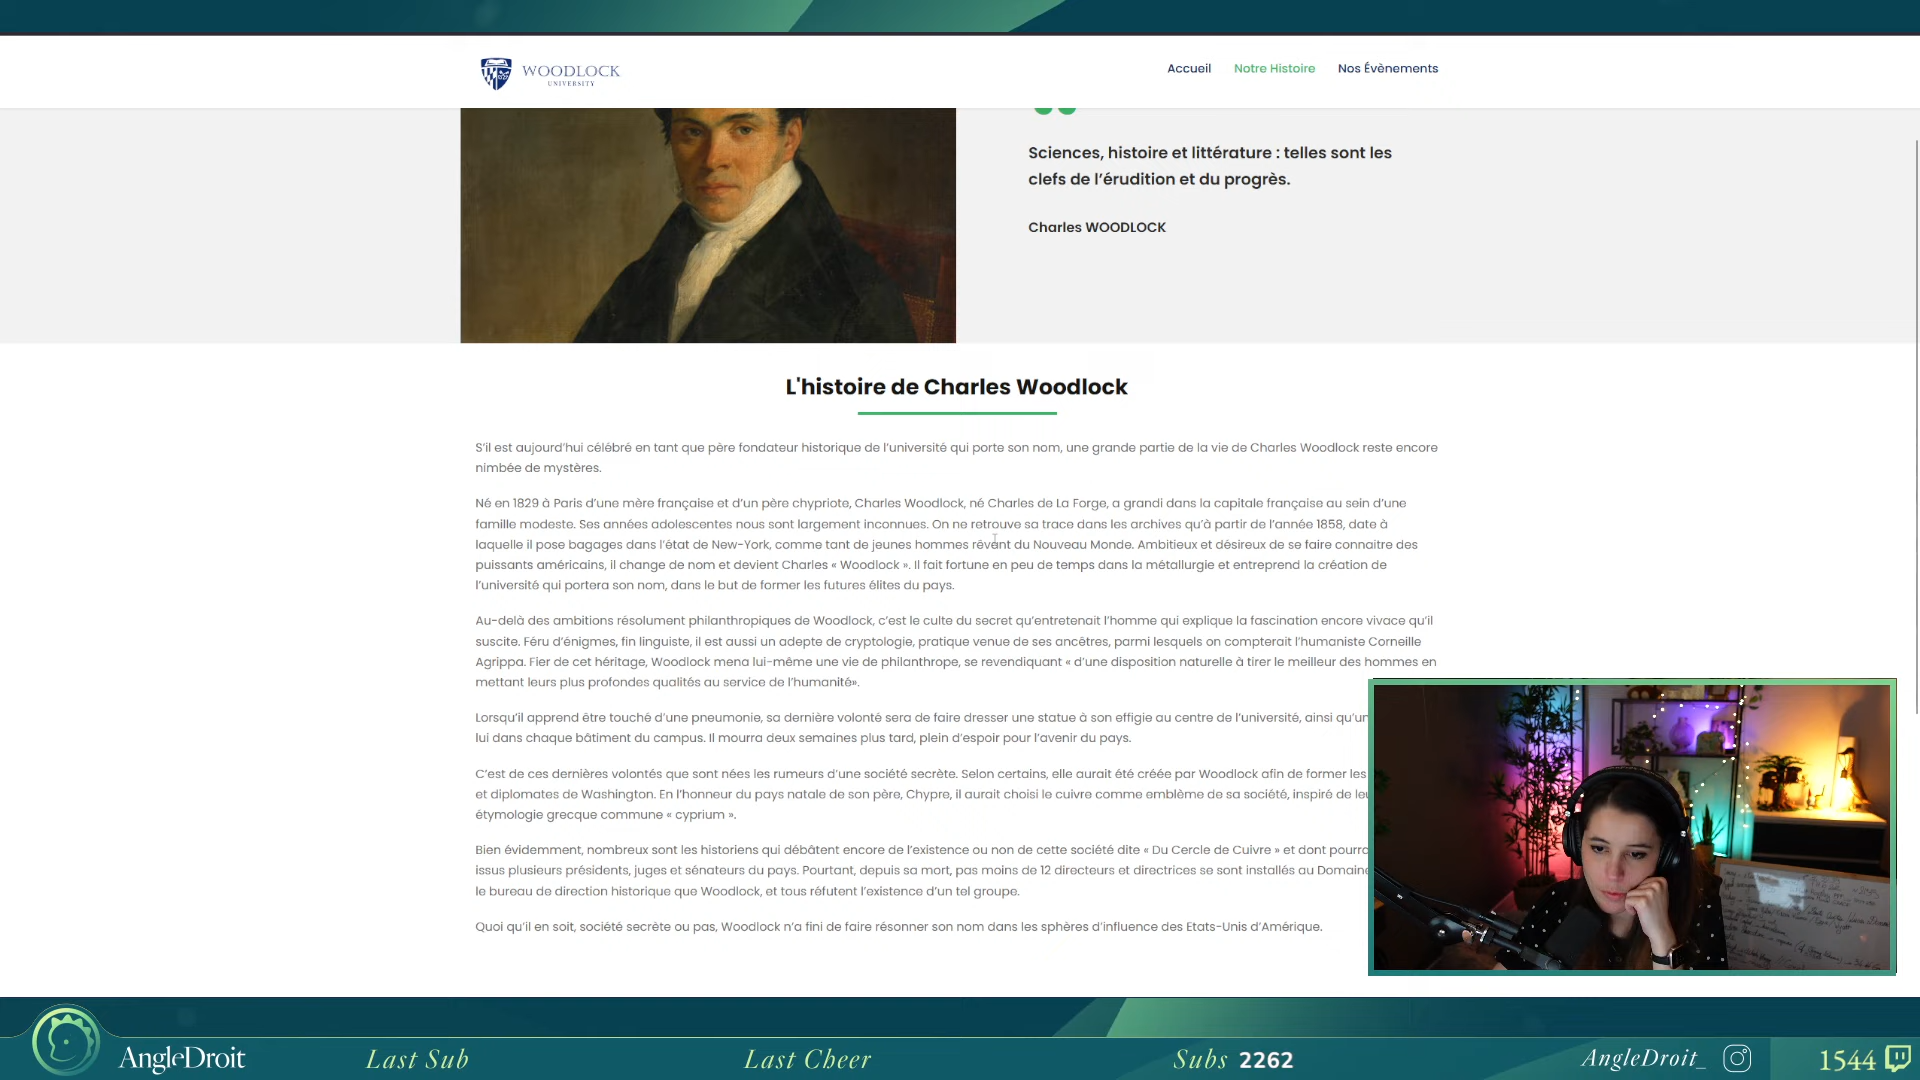 WOODLOCK
UNIVERSITY
Accueil
Notre Histoire
Nos Évènements
Sciences, histoire et littérature : telles sont les
clefs de l’érudition et du progrès.
Charles WOODLOCK
L'histoire de Charles Woodlock
S’il est aujourd’hui célébré en tant que père fondateur historique de l’université qui porte son nom, une grande partie de la vie de Charles Woodlock reste encore
nimbée de mystères.
Né en 1829 à Paris d’une mère française et d’un père chypriote, Charles Woodlock, né Charles de La Forge, a grandi dans la capitale française au sein d’une
famille modeste. Ses années adolescentes nous sont largement inconnues. On ne retrouve sa trace dans les archives qu’à partir de l’année 1858, date à
laquelle il pose bagages dans l’état de New-York, comme tant de jeunes hommes rêvant du Nouveau Monde. Ambitieux et désireux de se faire connaitre des
puissants américains, il change de nom et devient Charles « Woodlock ». Il fait fortune en peu de temps dans la métallurgie et entreprend la création de
l’université qui portera son nom, dans le but de former les futures élites du pays.
Au-delà des ambitions résolument philanthropiques de Woodlock, c’est le culte du secret qu’entretenait l’homme qui explique la fascination encore vivace qu’il
suscite. Féru d’énigmes, fin linguiste, il est aussi un adepte de cryptologie, pratique venue de ses ancêtres, parmi lesquels on compterait l’humaniste Corneille
Agrippa. Fier de cet héritage, Woodlock mena lui-même une vie de philanthrope, se revendiquant « d’une disposition naturelle à tirer le meilleur des hommes en
mettant leurs plus profondes qualités au service de l’humanité».
Lorsqu’il apprend être touché d’une pneumonie, sa dernière volonté sera de faire dresser une statue à son effigie au centre de l’université, ainsi
lui dans chaque bâtiment du campus. Il mourra deux semaines plus tard, plein d’espoir pour l’avenir du pays.
C’est de ces dernières volontés que sont nées les rumeurs d’une société secrète. Selon certains, elle aurait été créée par Woodlock afin de former les
et diplomates de Washington. En l’honneur du pays natale de son père, Chypre, il aurait choisi le cuivre comme emblème de sa société, inspiré de
étymologie grecque commune « cyprium ».
Bien évidemment, nombreux sont les historiens qui débâtent encore de l’existence ou non de cette société dite « Du Cercle de Cuivre » et dont
issus plusieurs présidents, juges et sénateurs du pays. Pourtant, depuis sa mort, pas moins de 12 directeurs et directrices se sont installés au Domaine
le bureau de direction historique que Woodlock, et tous réfutent l’existence d’un tel groupe.
Quoi qu’il en soit, société secrète ou pas, Woodlock n’a fini de faire résonner son nom dans les sphères d’influence des Etats-Unis d’Amérique.
AngleDroit
Last Sub
Last Cheer
Subs 2262
AngleDroit_
1544